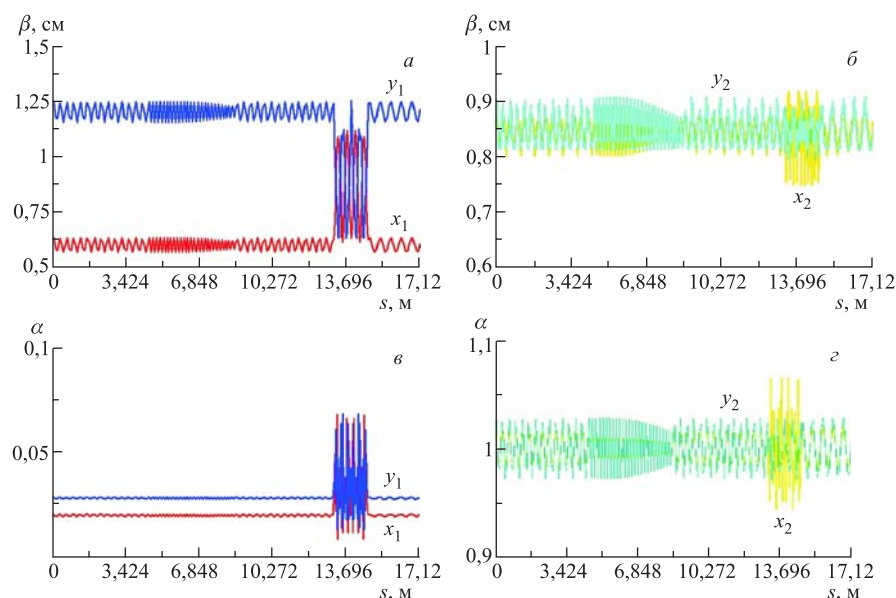 β, см
1,5
1,25
1
0,75
0,5
а
y1
x1
0 3,424 6,848 10,272 13,696 17,12
s, м
β, см
1
0,9
0,8
0,7
0,6
б
y2
x2
0 3,424 6,848 10,272 13,696 17,12
s, м
α
0,1
0,05
0
в
y1
x1
0 3,424 6,848 10,272 13,696 17,12
s, м
α
1,1
1
0,9
г
y2
x2
0 3,424 6,848 10,272 13,696 17,12
s, м